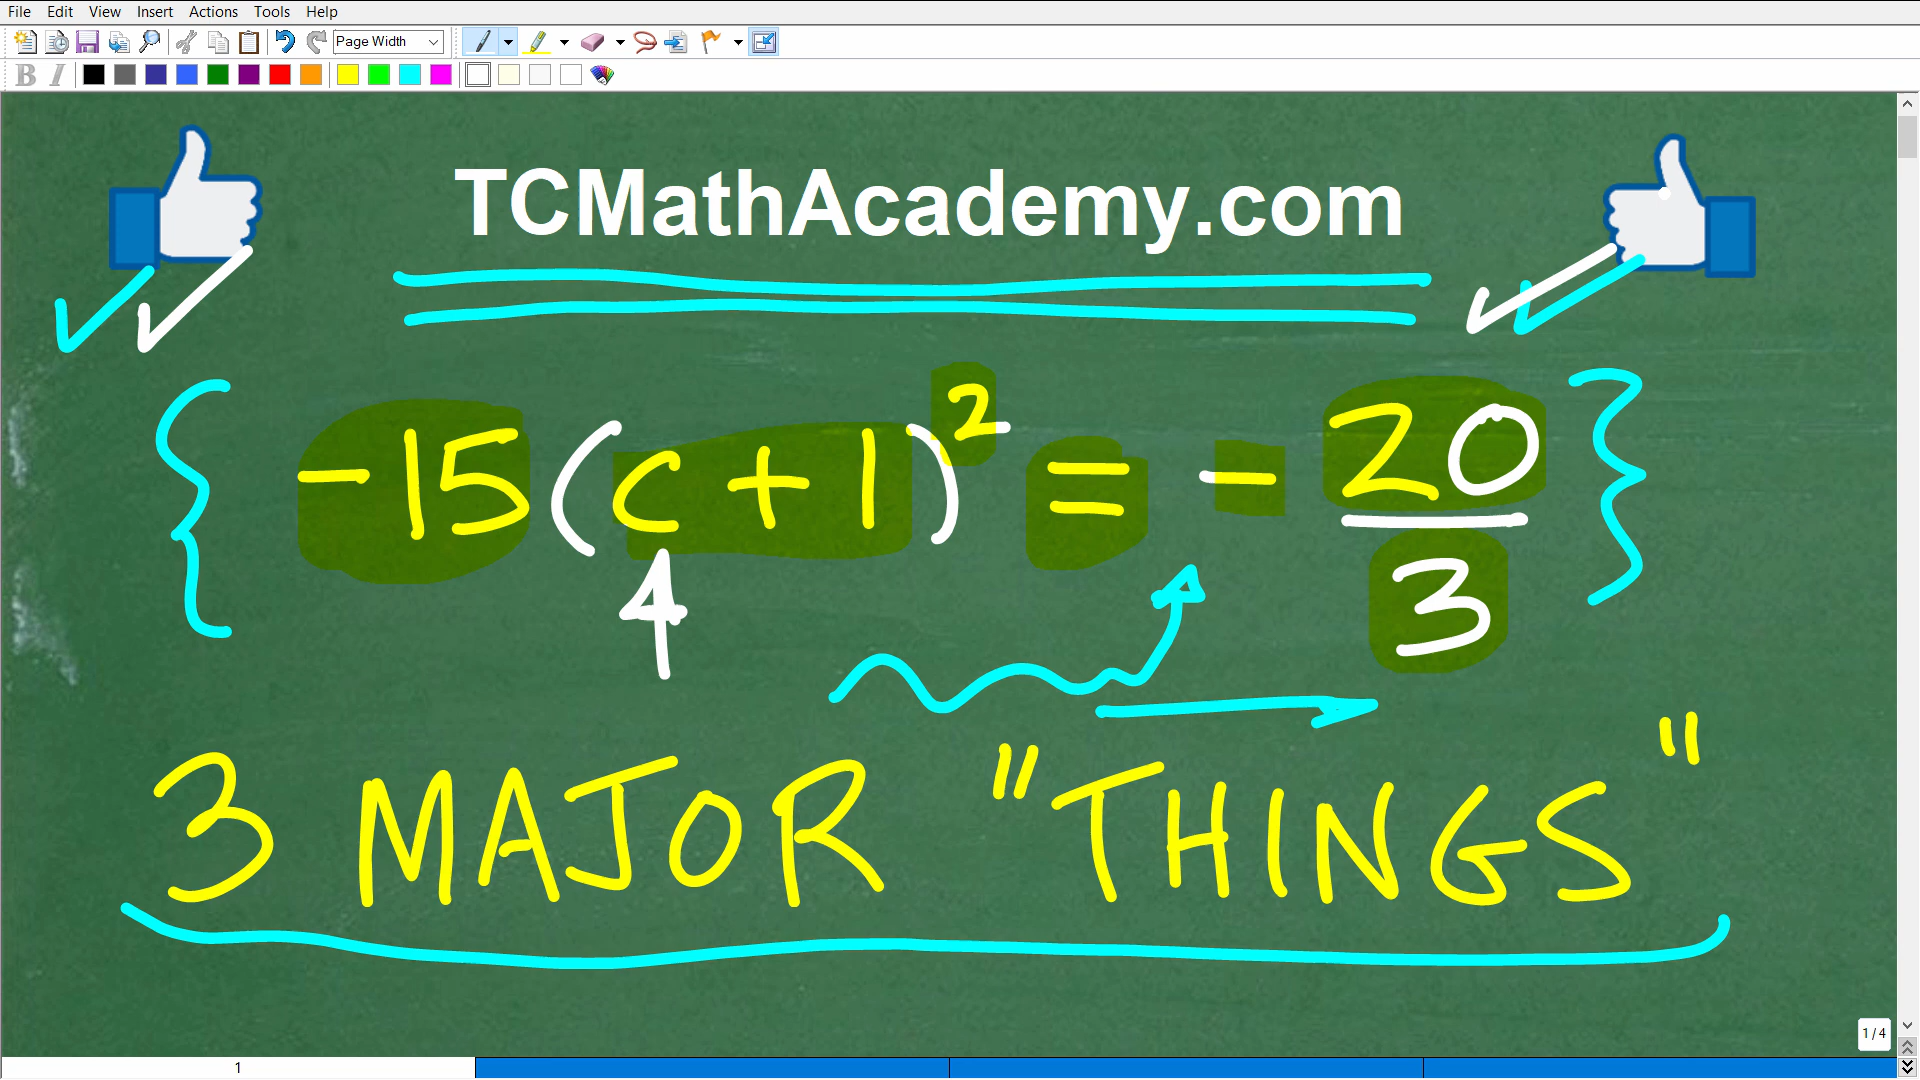 File Edit View Insert Actions Tools Help
Page Width
B I
TCMathAcademy.com
-15(c+1)² = - 20/3
3 MAJOR "THINGS"
1 / 4
1